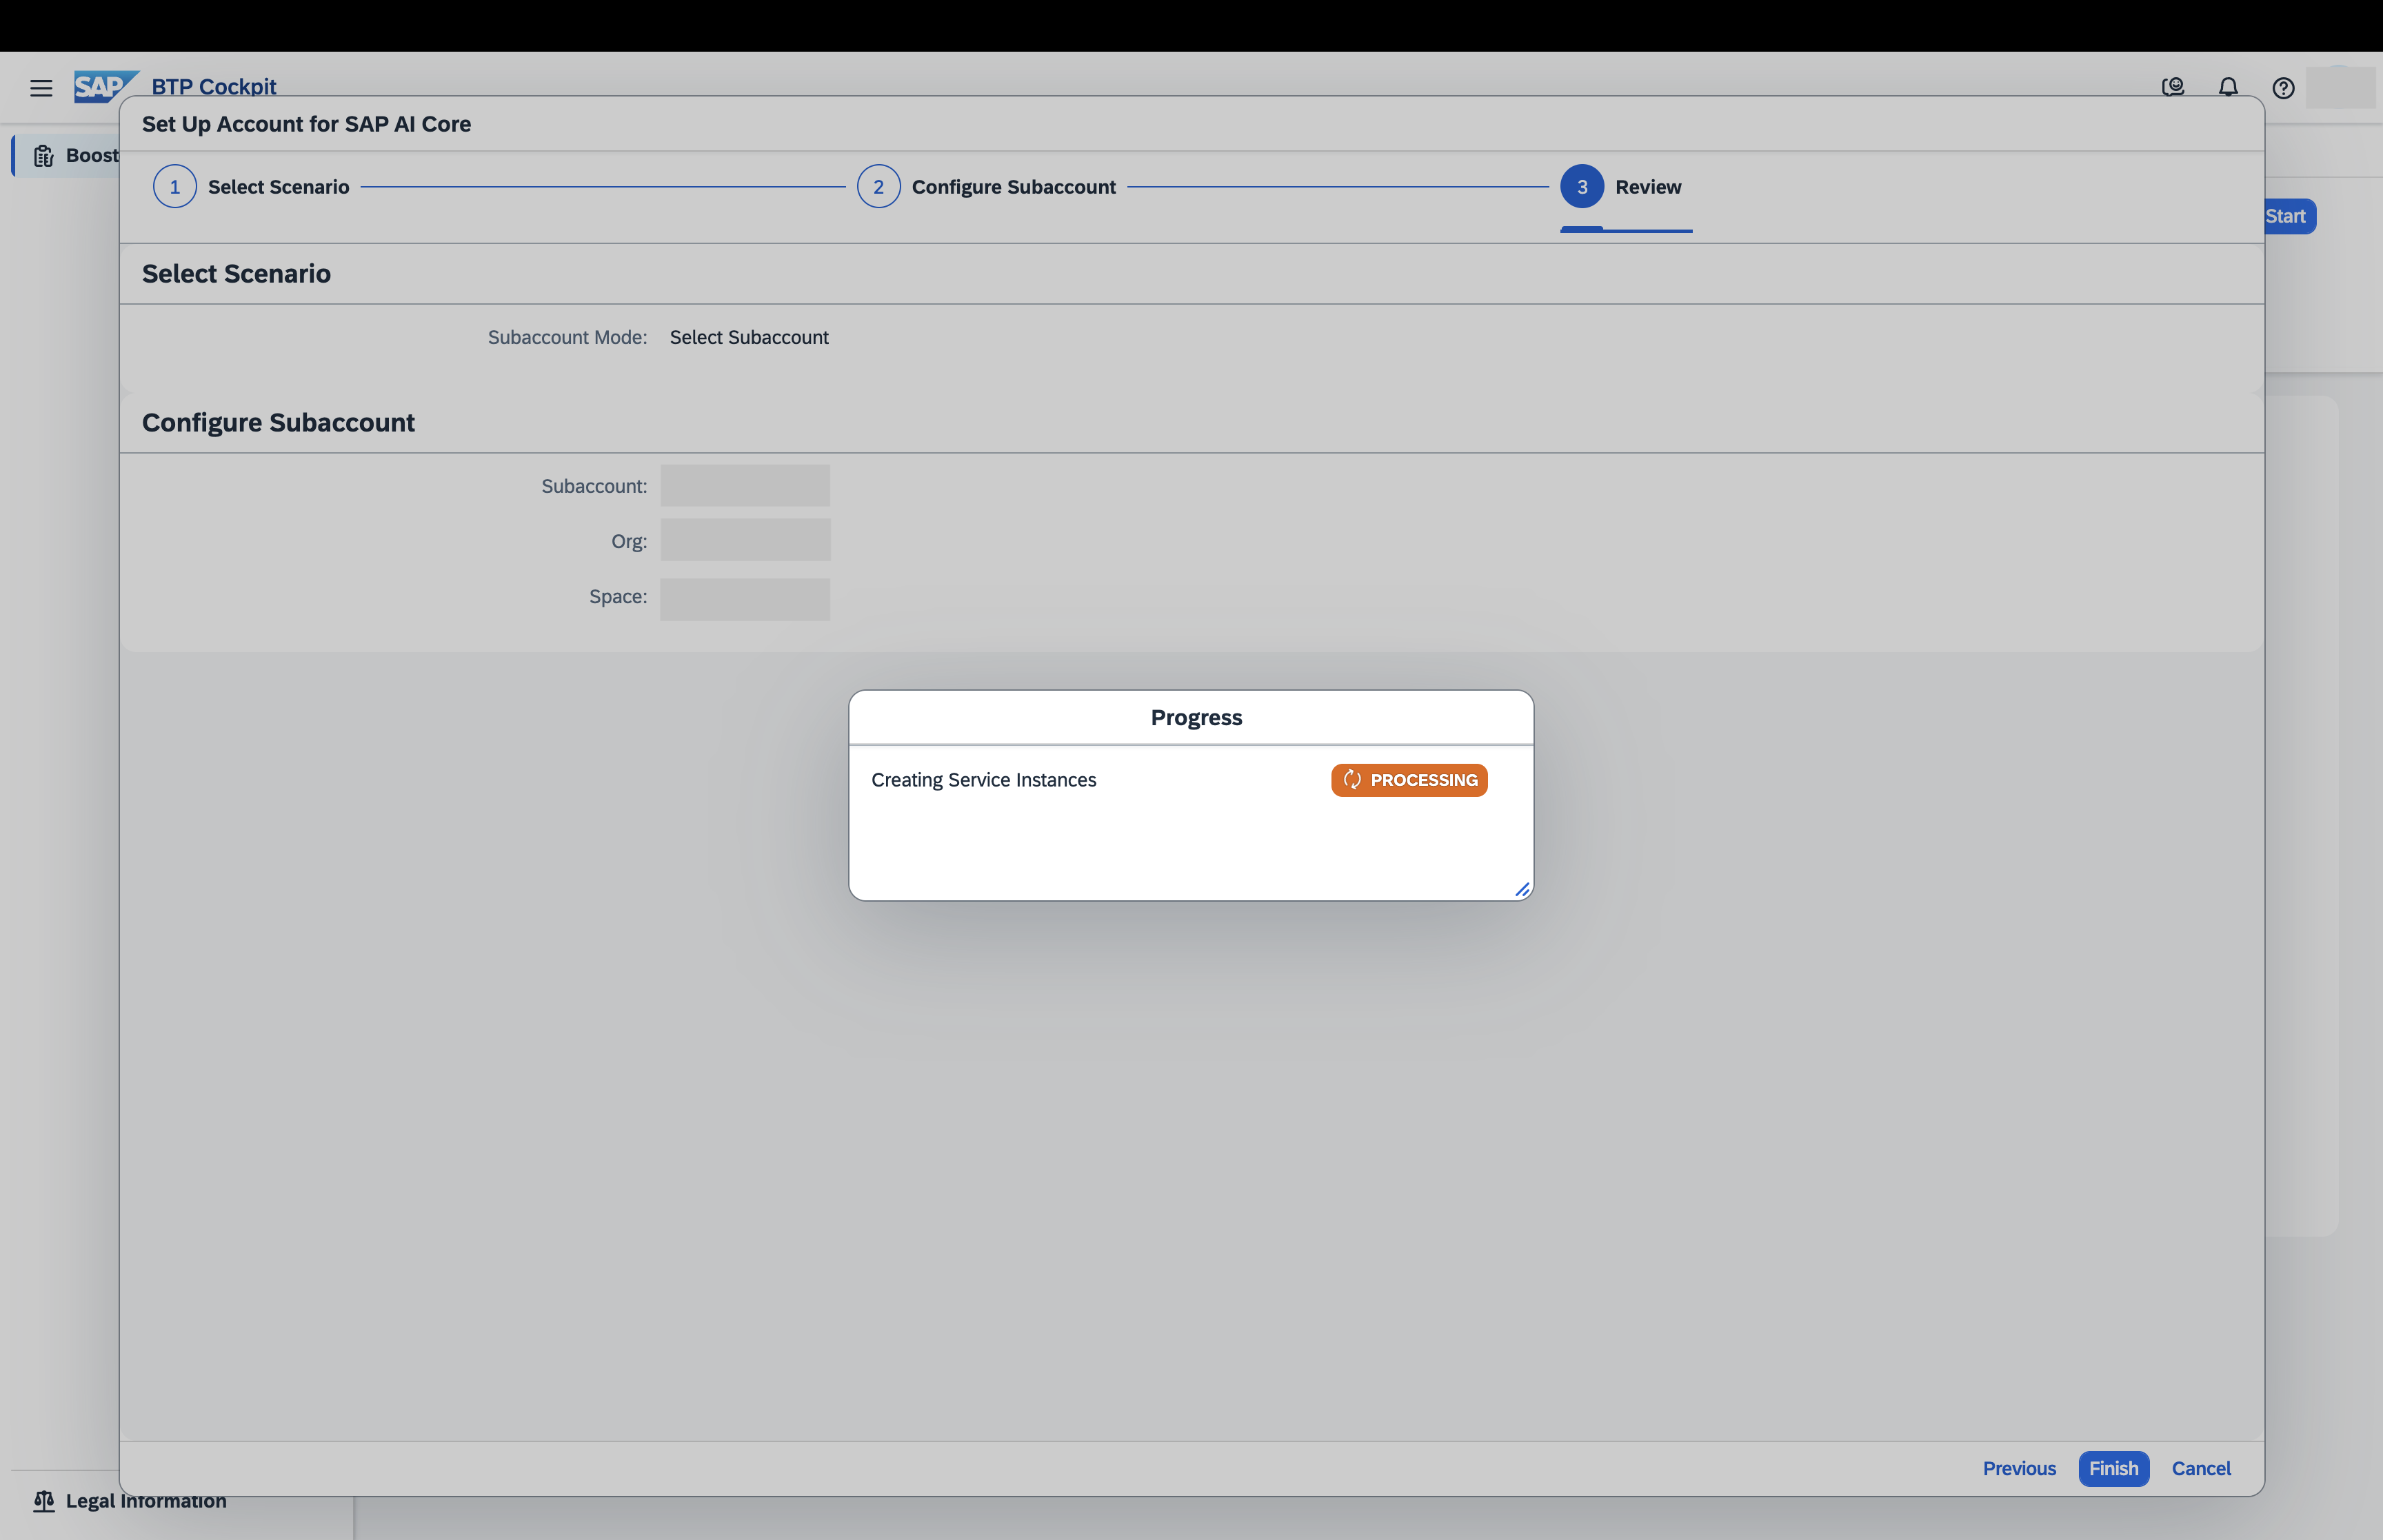 SAP BTP Cockpit
Set Up Account for SAP AI Core
Boost
1 Select Scenario 2 Configure Subaccount 3 Review
Start
Select Scenario
Subaccount Mode: Select Subaccount
Configure Subaccount
Subaccount:
Org:
Space:
Progress
Creating Service Instances PROCESSING
Previous Finish Cancel
Legal Information